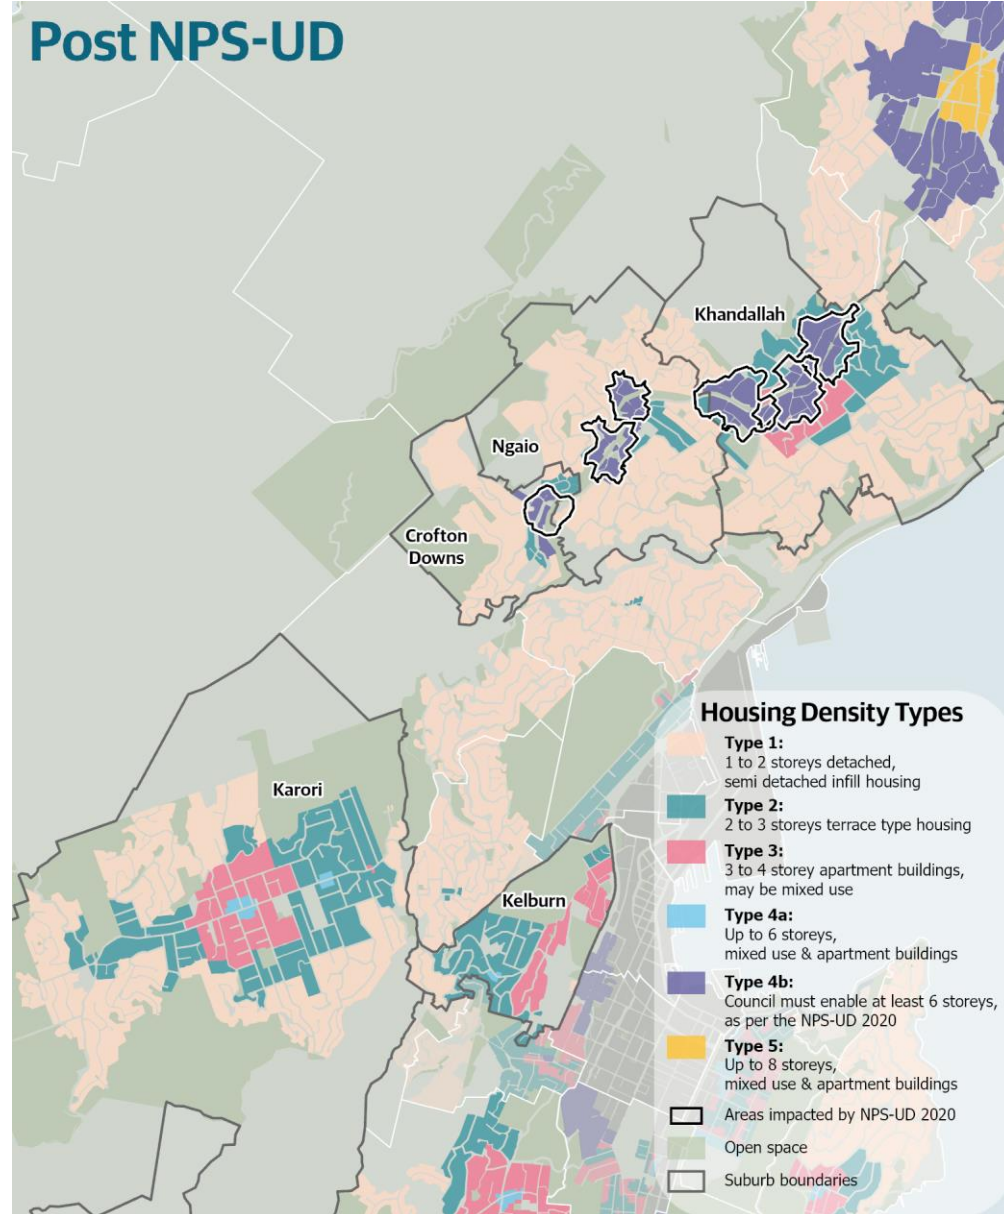 Post NPS-UD
Khandallah
Ngaio
Crofton
Downs
Karori
Kelburn
Housing Density Types
Type 1:
1 to 2 storeys detached,
semi detached infill housing
Type 2:
2 to 3 storeys terrace type housing
Type 3:
3 to 4 storey apartment buildings,
may be mixed use
Type 4a:
Up to 6 storeys,
mixed use & apartment buildings
Type 4b:
Council must enable at least 6 storeys,
as per the NPS-UD 2020
Type 5:
Up to 8 storeys,
mixed use & apartment buildings
Areas impacted by NPS-UD 2020
Open space
Suburb boundaries